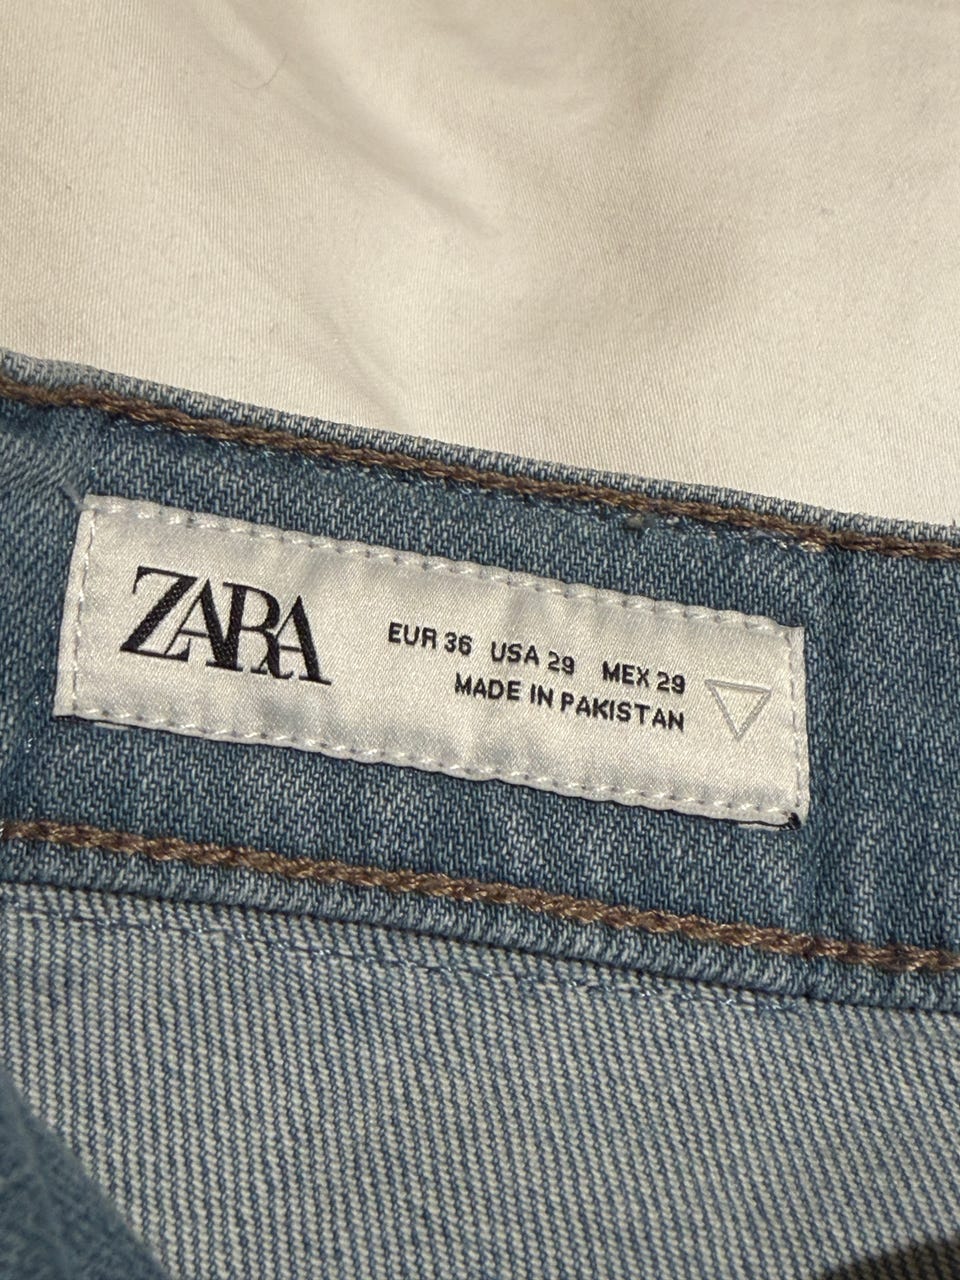 ZARA
EUR 36 USA 29 MEX 29
MADE IN PAKISTAN